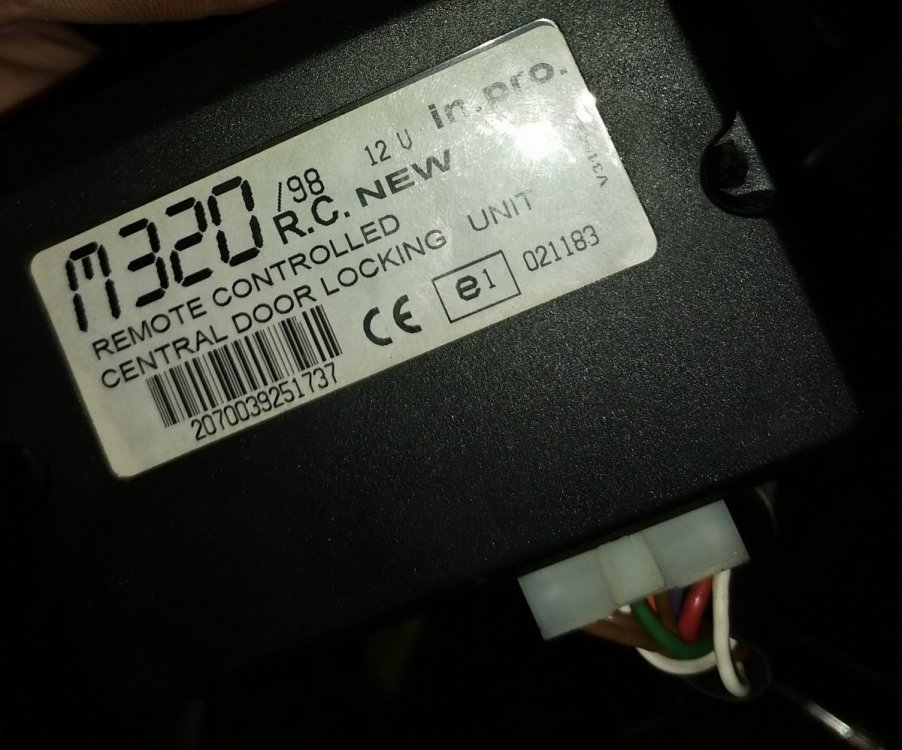 M320 /98 12 V in.pro.
R.C. NEW
REMOTE CONTROLLED
CENTRAL DOOR LOCKING UNIT
CE e1 021183
2070039251737